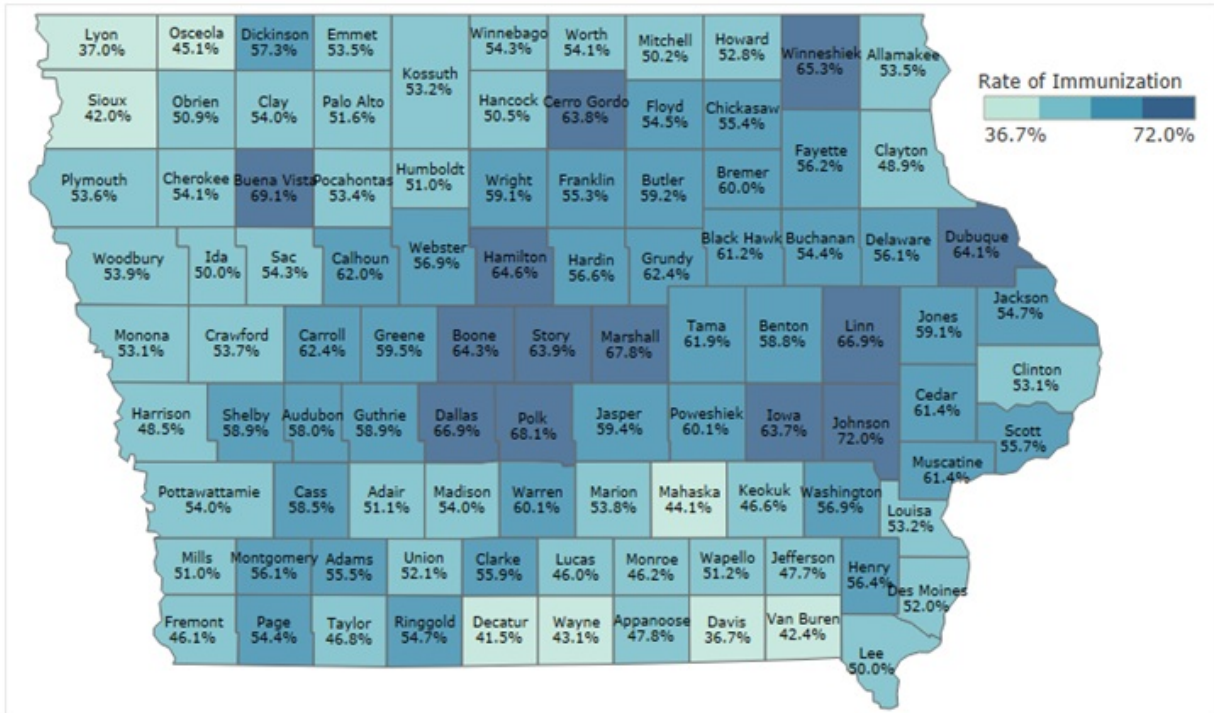 Lyon
37.0%
Osceola
45.1%
Dickinson
57.3%
Emmet
53.5%
Kossuth
53.2%
Winnebago
54.3%
Worth
54.1%
Mitchell
50.2%
Howard
52.8%
Winneshiek
65.3%
Allamakee
53.5%
Rate of Immunization
36.7%
72.0%
Sioux
42.0%
Obrien
50.9%
Clay
54.0%
Palo Alto
51.6%
Hancock
50.5%
Cerro Gordo
63.8%
Floyd
54.5%
Chickasaw
55.4%
Fayette
56.2%
Clayton
48.9%
Plymouth
53.6%
Cherokee
54.1%
Buena Vista
69.1%
Pocahontas
53.4%
Humboldt
51.0%
Wright
59.1%
Franklin
55.3%
Butler
59.2%
Bremer
60.0%
Woodbury
53.9%
Ida
50.0%
Sac
54.3%
Calhoun
62.0%
Webster
56.9%
Hamilton
64.6%
Hardin
56.6%
Grundy
62.4%
Black Hawk
61.2%
Buchanan
54.4%
Delaware
56.1%
Dubuque
64.1%
Monona
53.1%
Crawford
53.7%
Carroll
62.4%
Greene
59.5%
Boone
64.3%
Story
63.9%
Marshall
67.8%
Tama
61.9%
Benton
58.8%
Linn
66.9%
Jones
59.1%
Jackson
54.7%
Clinton
53.1%
Harrison
48.5%
Shelby
58.9%
Audubon
58.0%
Guthrie
58.9%
Dallas
66.9%
Polk
68.1%
Jasper
59.4%
Poweshiek
60.1%
Iowa
63.7%
Johnson
72.0%
Cedar
61.4%
Scott
55.7%
Muscatine
61.4%
Pottawattamie
54.0%
Cass
58.5%
Adair
51.1%
Madison
54.0%
Warren
60.1%
Marion
53.8%
Mahaska
44.1%
Keokuk
46.6%
Washington
56.9%
Louisa
53.2%
Mills
51.0%
Montgomery
56.1%
Adams
55.5%
Union
52.1%
Clarke
55.9%
Lucas
46.0%
Monroe
46.2%
Wapello
51.2%
Jefferson
47.7%
Henry
56.4%
Des Moines
52.0%
Fremont
46.1%
Page
54.4%
Taylor
46.8%
Ringgold
54.7%
Decatur
41.5%
Wayne
43.1%
Appanoose
47.8%
Davis
36.7%
Van Buren
42.4%
Lee
50.0%